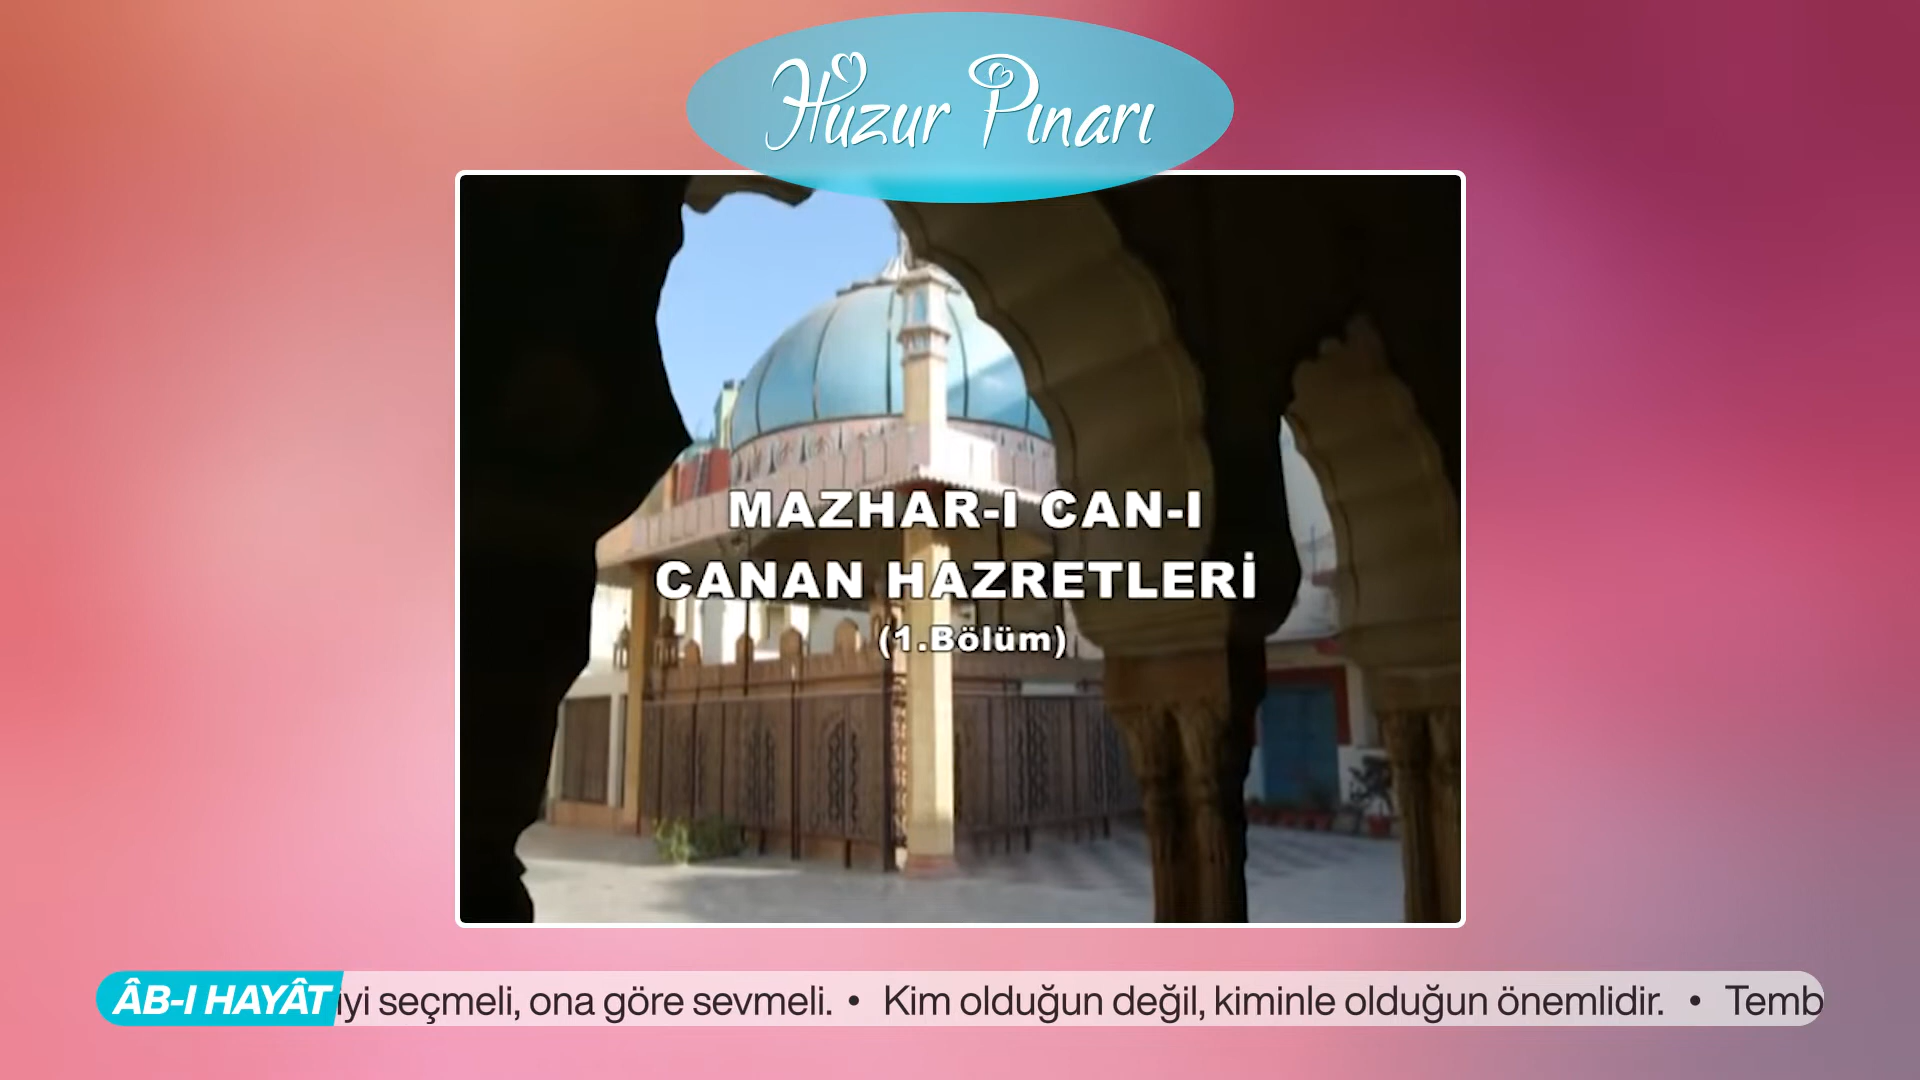 Huzur Pınarı
MAZHAR-I CAN-I
CANAN HAZRETLERİ
(1.Bölüm)
ÂB-I HAYÂT iyi seçmeli, ona göre sevmeli. • Kim olduğun değil, kiminle olduğun önemlidir. • Temb